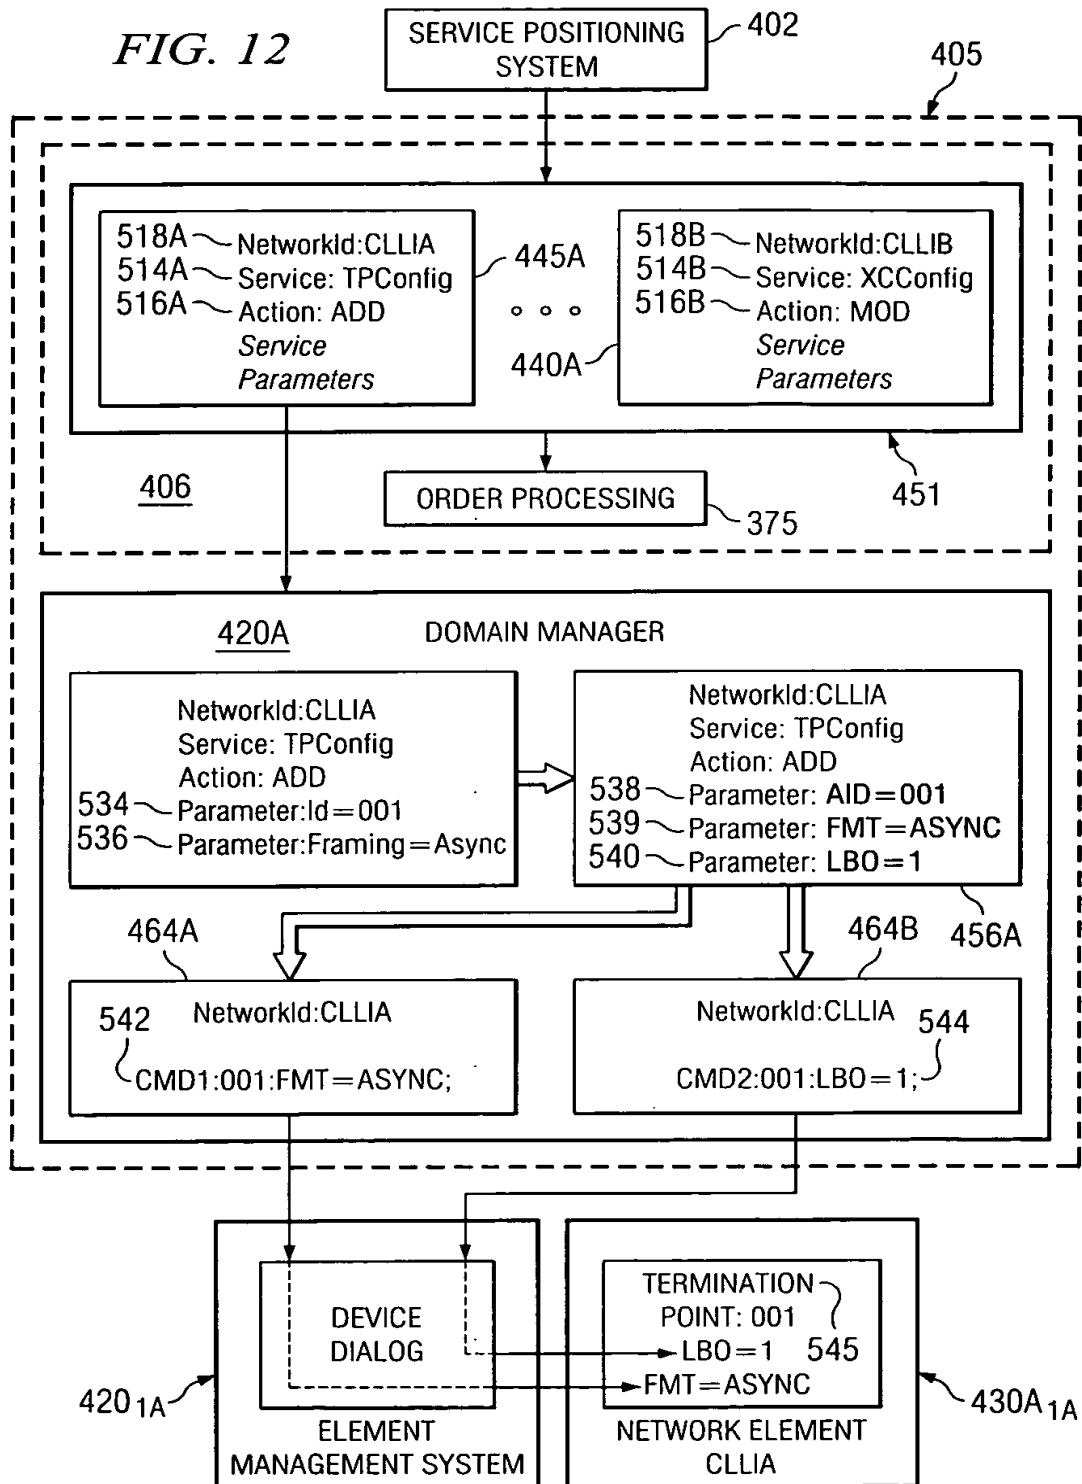 FIG. 12
SERVICE POSITIONING
SYSTEM
402
405
518A
NetworkId:CLLIA
514A
Service: TPConfig
516A
Action: ADD
Service
Parameters
445A
440A
518B
NetworkId:CLLIB
514B
Service: XCConfig
516B
Action: MOD
Service
Parameters
406
ORDER PROCESSING
375
451
420A
DOMAIN MANAGER
NetworkId:CLLIA
Service: TPConfig
Action: ADD
534
Parameter:Id=001
536
Parameter:Framing=Async
NetworkId:CLLIA
Service: TPConfig
Action: ADD
538
Parameter: AID=001
539
Parameter: FMT=ASYNC
540
Parameter: LBO=1
456A
464A
NetworkId:CLLIA
542
CMD1:001:FMT=ASYNC;
464B
NetworkId:CLLIA
544
CMD2:001:LBO=1;
DEVICE
DIALOG
ELEMENT
MANAGEMENT SYSTEM
420 1A
TERMINATION
POINT: 001
LBO=1
545
FMT=ASYNC
NETWORK ELEMENT
CLLIA
430A 1A